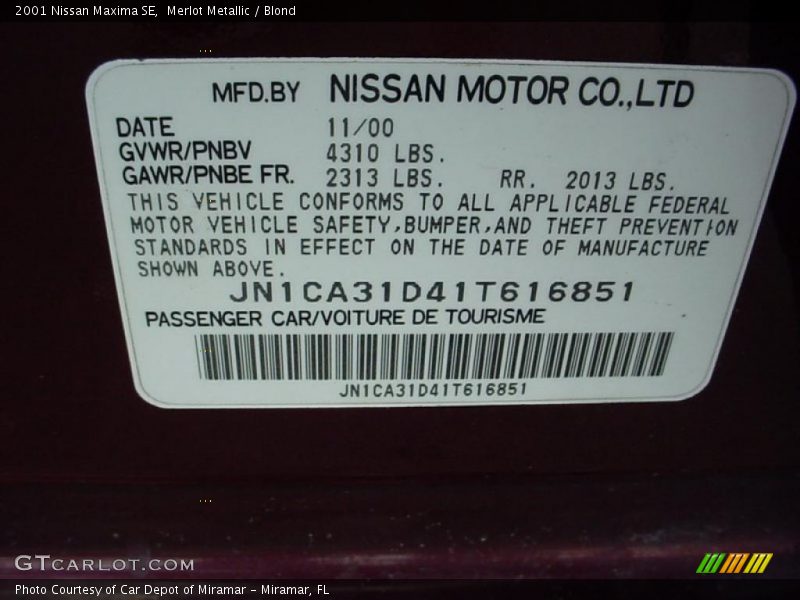 2001 Nissan Maxima SE,  Merlot Metallic / Blond
MFD.BY NISSAN MOTOR CO.,LTD
DATE 11/00
GVWR/PNBV 4310 LBS.
GAWR/PNBE FR. 2313 LBS. RR. 2013 LBS.
THIS VEHICLE CONFORMS TO ALL APPLICABLE FEDERAL
MOTOR VEHICLE SAFETY,BUMPER,AND THEFT PREVENTION
STANDARDS IN EFFECT ON THE DATE OF MANUFACTURE
SHOWN ABOVE.
JN1CA31D41T616851
PASSENGER CAR/VOITURE DE TOURISME
JN1CA31D41T616851
GTCARLOT.COM
Photo Courtesy of Car Depot of Miramar - Miramar, FL